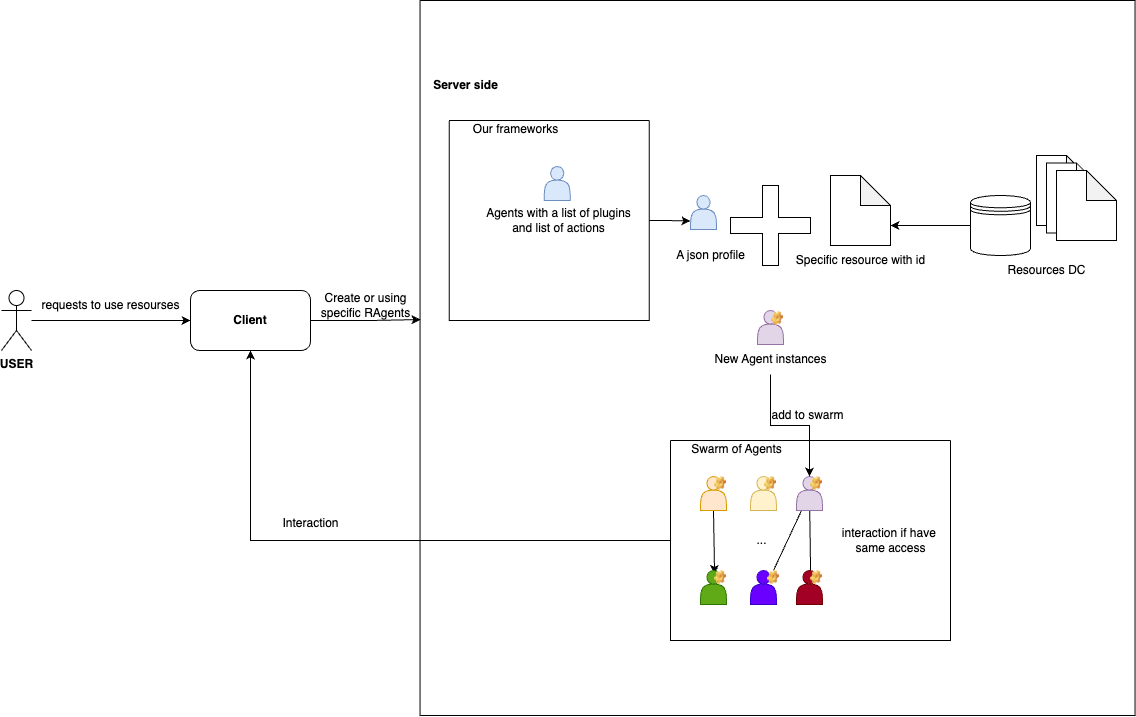 Server side
Our frameworks
Agents with a list of plugins
and list of actions
A json profile
Specific resource with id
Resources DC
requests to use resourses
Client
Create or using
specific RAgents
USER
New Agent instances
add to swarm
Swarm of Agents
...
interaction if have
same access
Interaction